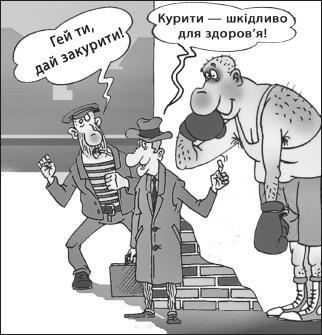 Гей ти,
дай закурити!
Курити — шкідливо
для здоров'я!